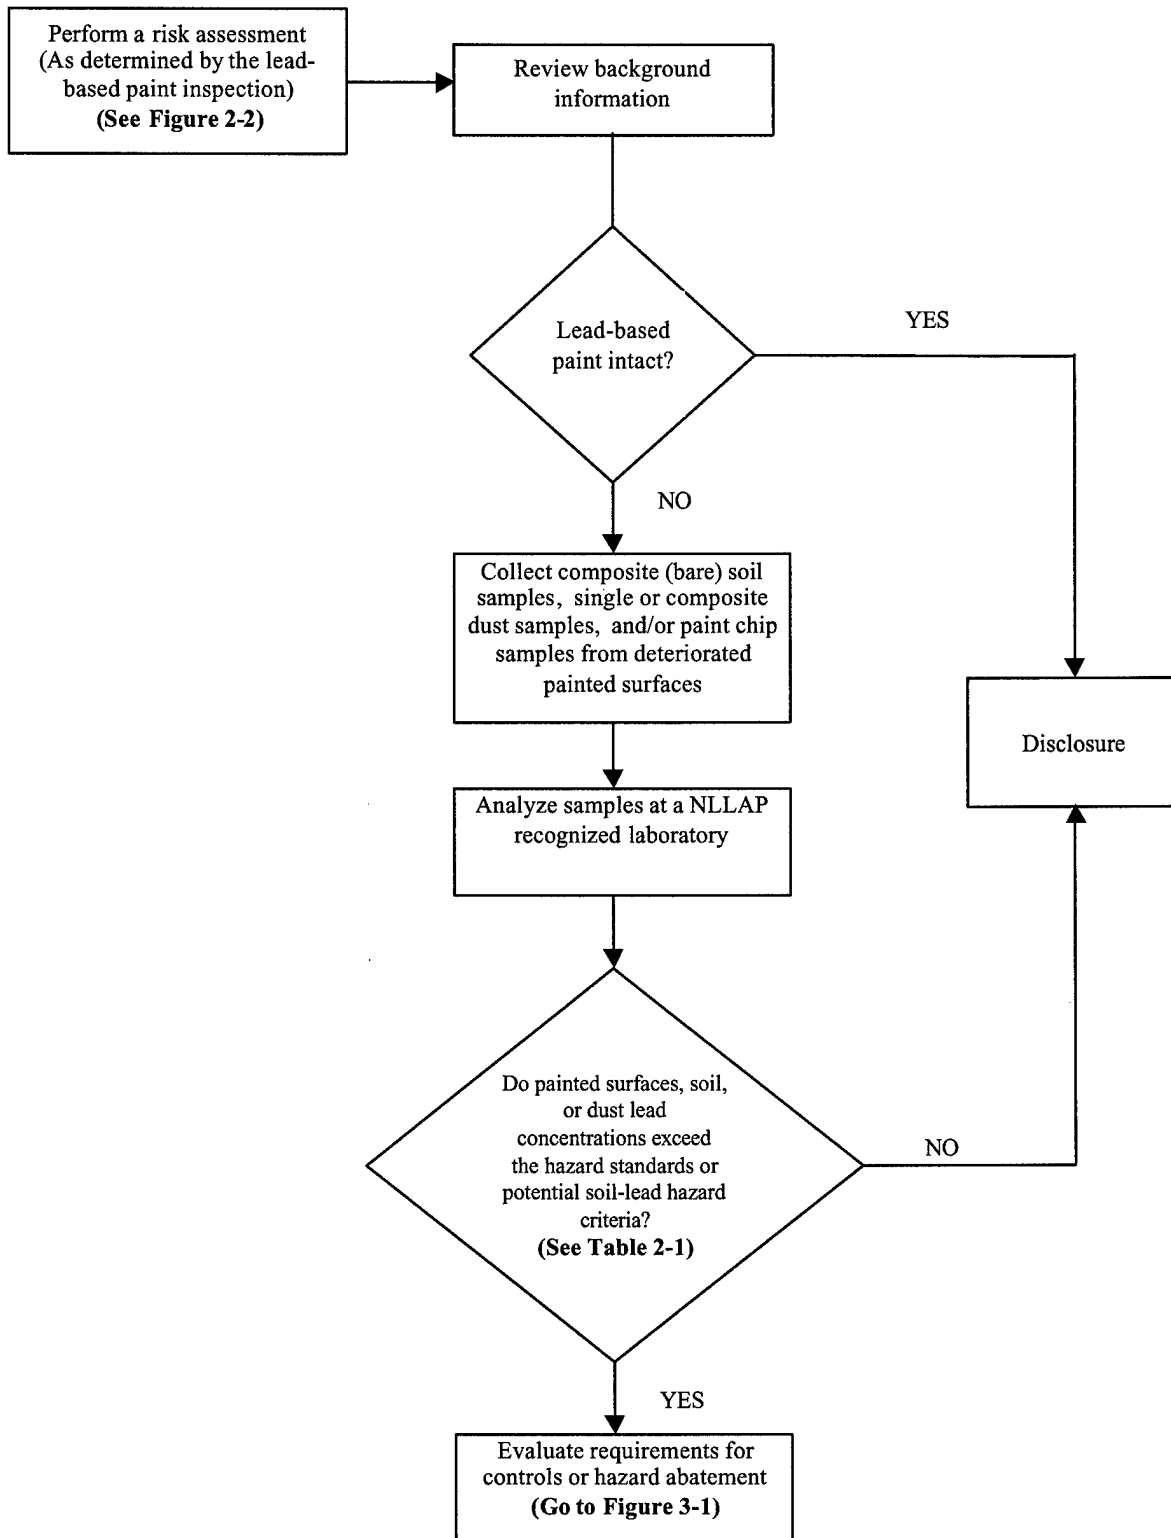 Perform a risk assessment
(As determined by the lead-
based paint inspection)
(See Figure 2-2)
Review background
information
Lead-based
paint intact?
YES
NO
Collect composite (bare) soil
samples, single or composite
dust samples, and/or paint chip
samples from deteriorated
painted surfaces
Disclosure
Analyze samples at a NLLAP
recognized laboratory
Do painted surfaces, soil,
or dust lead
concentrations exceed
the hazard standards or
potential soil-lead hazard
criteria?
(See Table 2-1)
NO
YES
Evaluate requirements for
controls or hazard abatement
(Go to Figure 3-1)